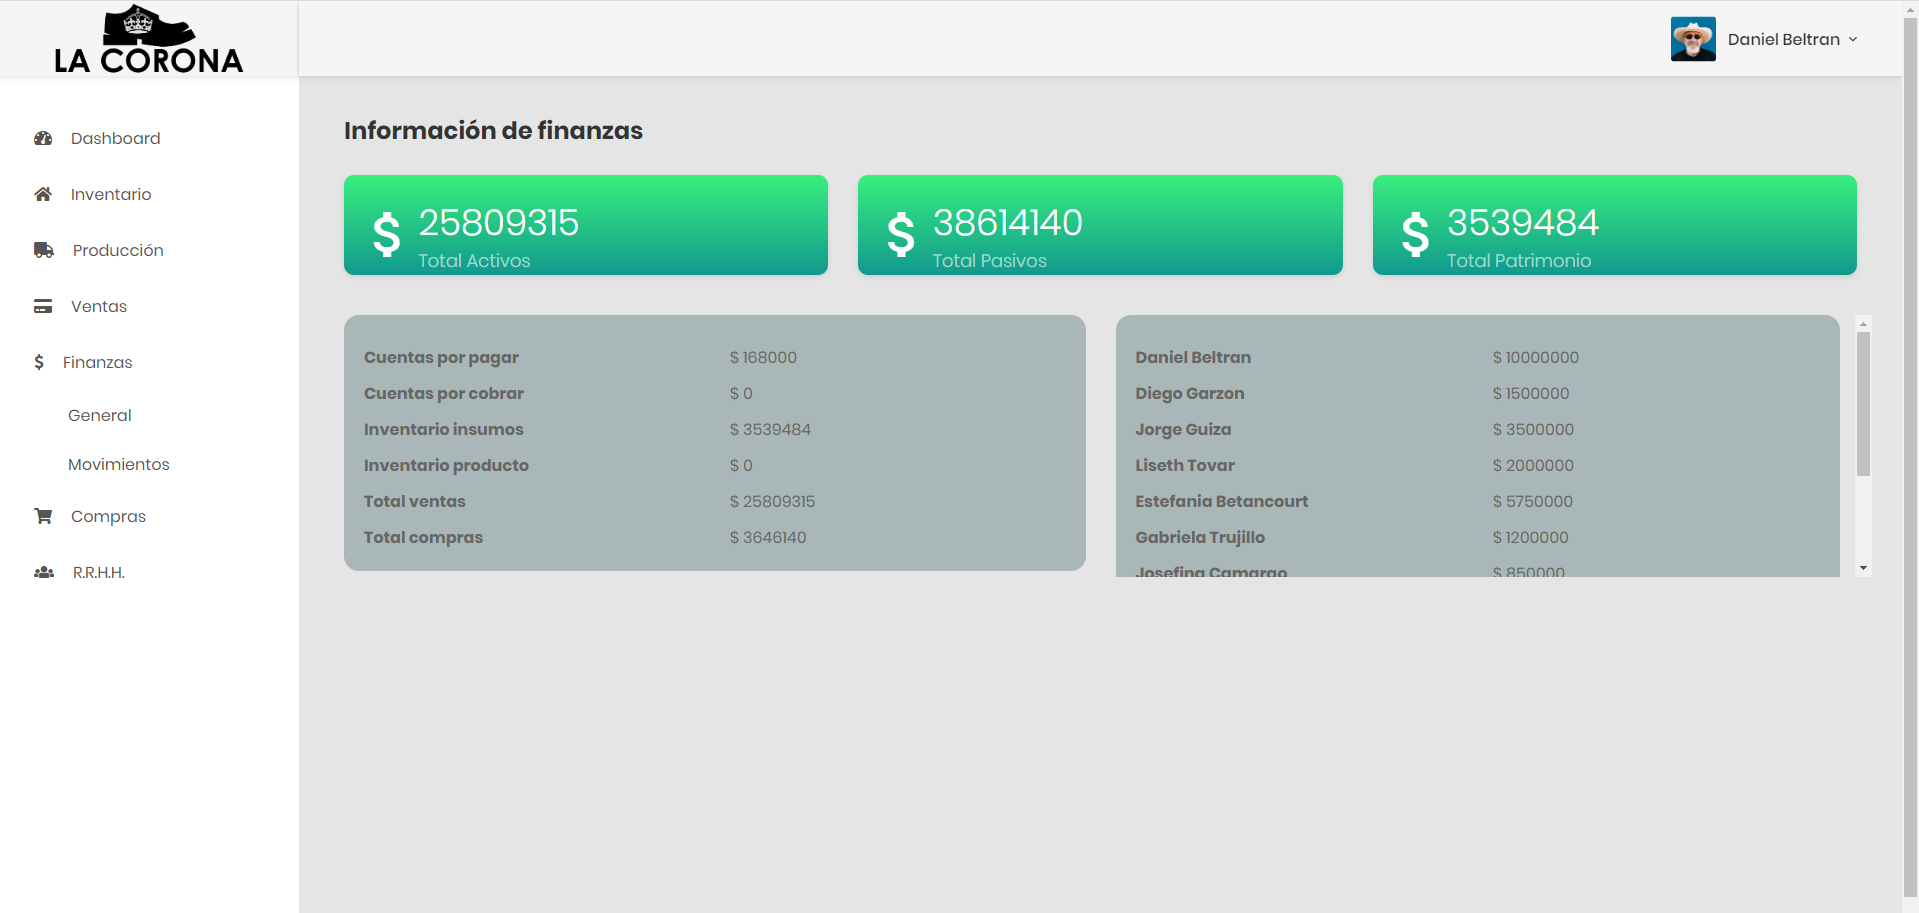 LA CORONA
Daniel Beltran
Dashboard
Inventario
Producción
Ventas
Finanzas
General
Movimientos
Compras
R.R.H.H.
Información de finanzas
$ 25809315
Total Activos
$ 38614140
Total Pasivos
$ 3539484
Total Patrimonio
Cuentas por pagar $ 168000
Cuentas por cobrar $ 0
Inventario insumos $ 3539484
Inventario producto $ 0
Total ventas $ 25809315
Total compras $ 3646140
Daniel Beltran $ 10000000
Diego Garzon $ 1500000
Jorge Guiza $ 3500000
Liseth Tovar $ 2000000
Estefania Betancourt $ 5750000
Gabriela Trujillo $ 1200000
Josefina Camargo $ 850000